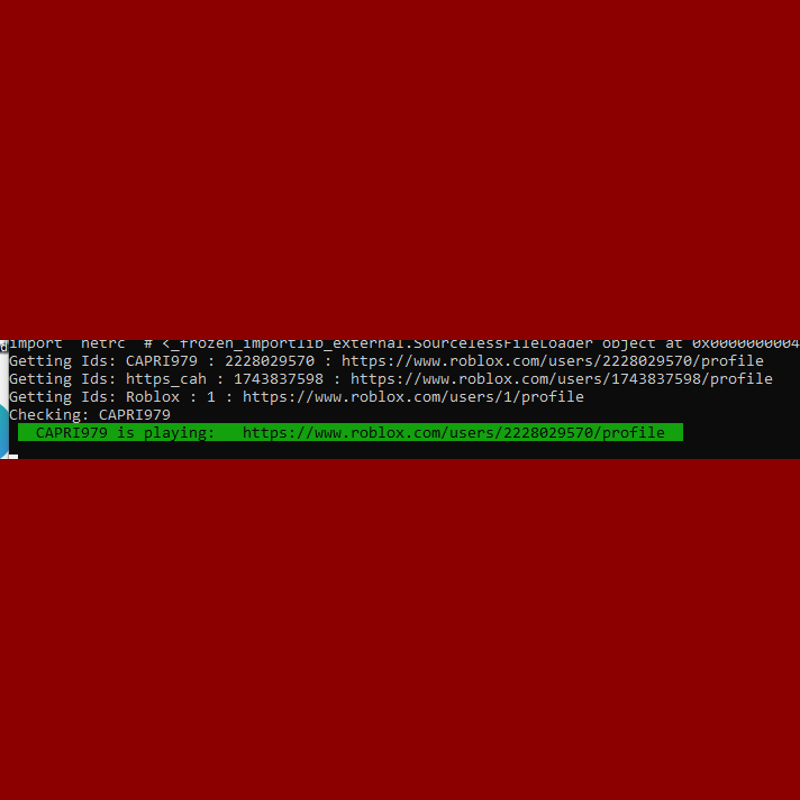 import 'netrc' # <_frozen_importlib_external.SourcelessFileLoader object at 0x0000000004
Getting Ids: CAPRI979 : 2228029570 : https://www.roblox.com/users/2228029570/profile
Getting Ids: https_cah : 1743837598 : https://www.roblox.com/users/1743837598/profile
Getting Ids: Roblox : 1 : https://www.roblox.com/users/1/profile
Checking: CAPRI979
CAPRI979 is playing: https://www.roblox.com/users/2228029570/profile